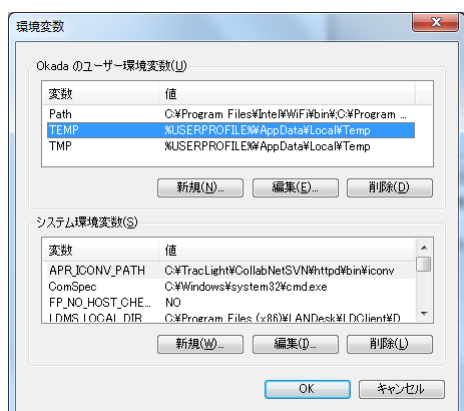 環境変数
Okada のユーザー環境変数(U)
変数 値
Path C:¥Program Files¥Intel¥WiFi¥bin¥;C:¥Program ...
TEMP %USERPROFILE%¥AppData¥Local¥Temp
TMP %USERPROFILE%¥AppData¥Local¥Temp
新規(N)... 編集(E)... 削除(D)
システム環境変数(S)
変数 値
APR_ICONV_PATH C:¥TracLight¥CollabNetSVN¥httpd¥bin¥iconv
ComSpec C:¥Windows¥system32¥cmd.exe
FP_NO_HOST_CHE... NO
LDMS_LOCAL_DIR C:¥Program Files (x86)¥LANDesk¥LDClient¥D
新規(W)... 編集(I)... 削除(L)
OK キャンセル